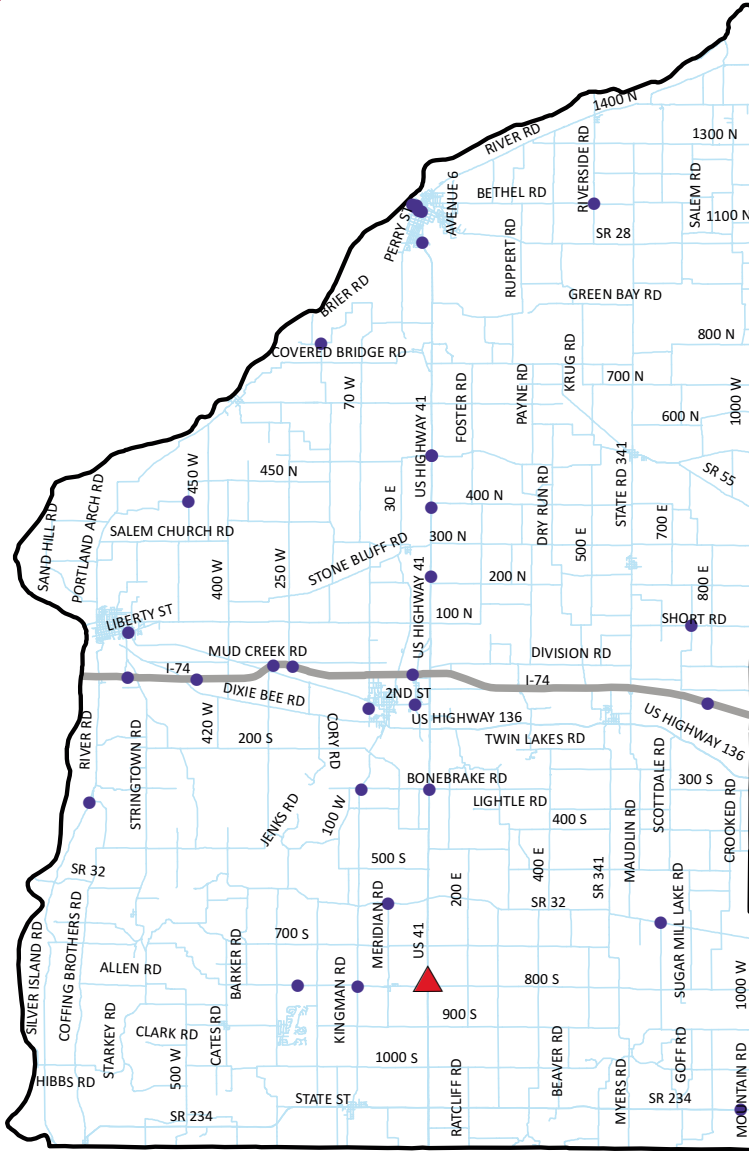 1400 N
RIVER RD
1300 N
RIVERSIDE RD
SALEM RD
AVENUE 6
BETHEL RD
PERRY ST
1100 N
SR 28
RUPPERT RD
BRIER RD
GREEN BAY RD
800 N
COVERED BRIDGE RD
KRUG RD
700 N
70 W
FOSTER RD
PAYNE RD
1000 W
US HIGHWAY 41
600 N
STATE RD 341
SR 55
450 W
450 N
30 E
400 N
DRY RUN RD
700 E
SAND HILL RD
PORTLAND ARCH RD
SALEM CHURCH RD
300 N
500 E
STONE BLUFF RD
400 W
250 W
200 N
800 E
US HIGHWAY 41
LIBERTY ST
100 N
SHORT RD
MUD CREEK RD
DIVISION RD
I-74
I-74
DIXIE BEE RD
2ND ST
US HIGHWAY 136
US HIGHWAY 136
420 W
RIVER RD
200 S
CORY RD
TWIN LAKES RD
STRINGTOWN RD
BONEBRAKE RD
300 S
SCOTTDALE RD
LIGHTLE RD
JENKS RD
100 W
400 S
CROOKED RD
MAUDLIN RD
500 S
SR 32
400 E
SR 341
200 E
SR 32
MERIDIAN RD
SUGAR MILL LAKE RD
COFFING BROTHERS RD
700 S
US 41
SILVER ISLAND RD
BARKER RD
ALLEN RD
800 S
1000 W
KINGMAN RD
900 S
STARKEY RD
CLARK RD
CATES RD
1000 S
500 W
BEAVER RD
GOFF RD
HIBBS RD
MYERS RD
RATCLIFF RD
MOUNTAIN RD
STATE ST
SR 234
SR 234